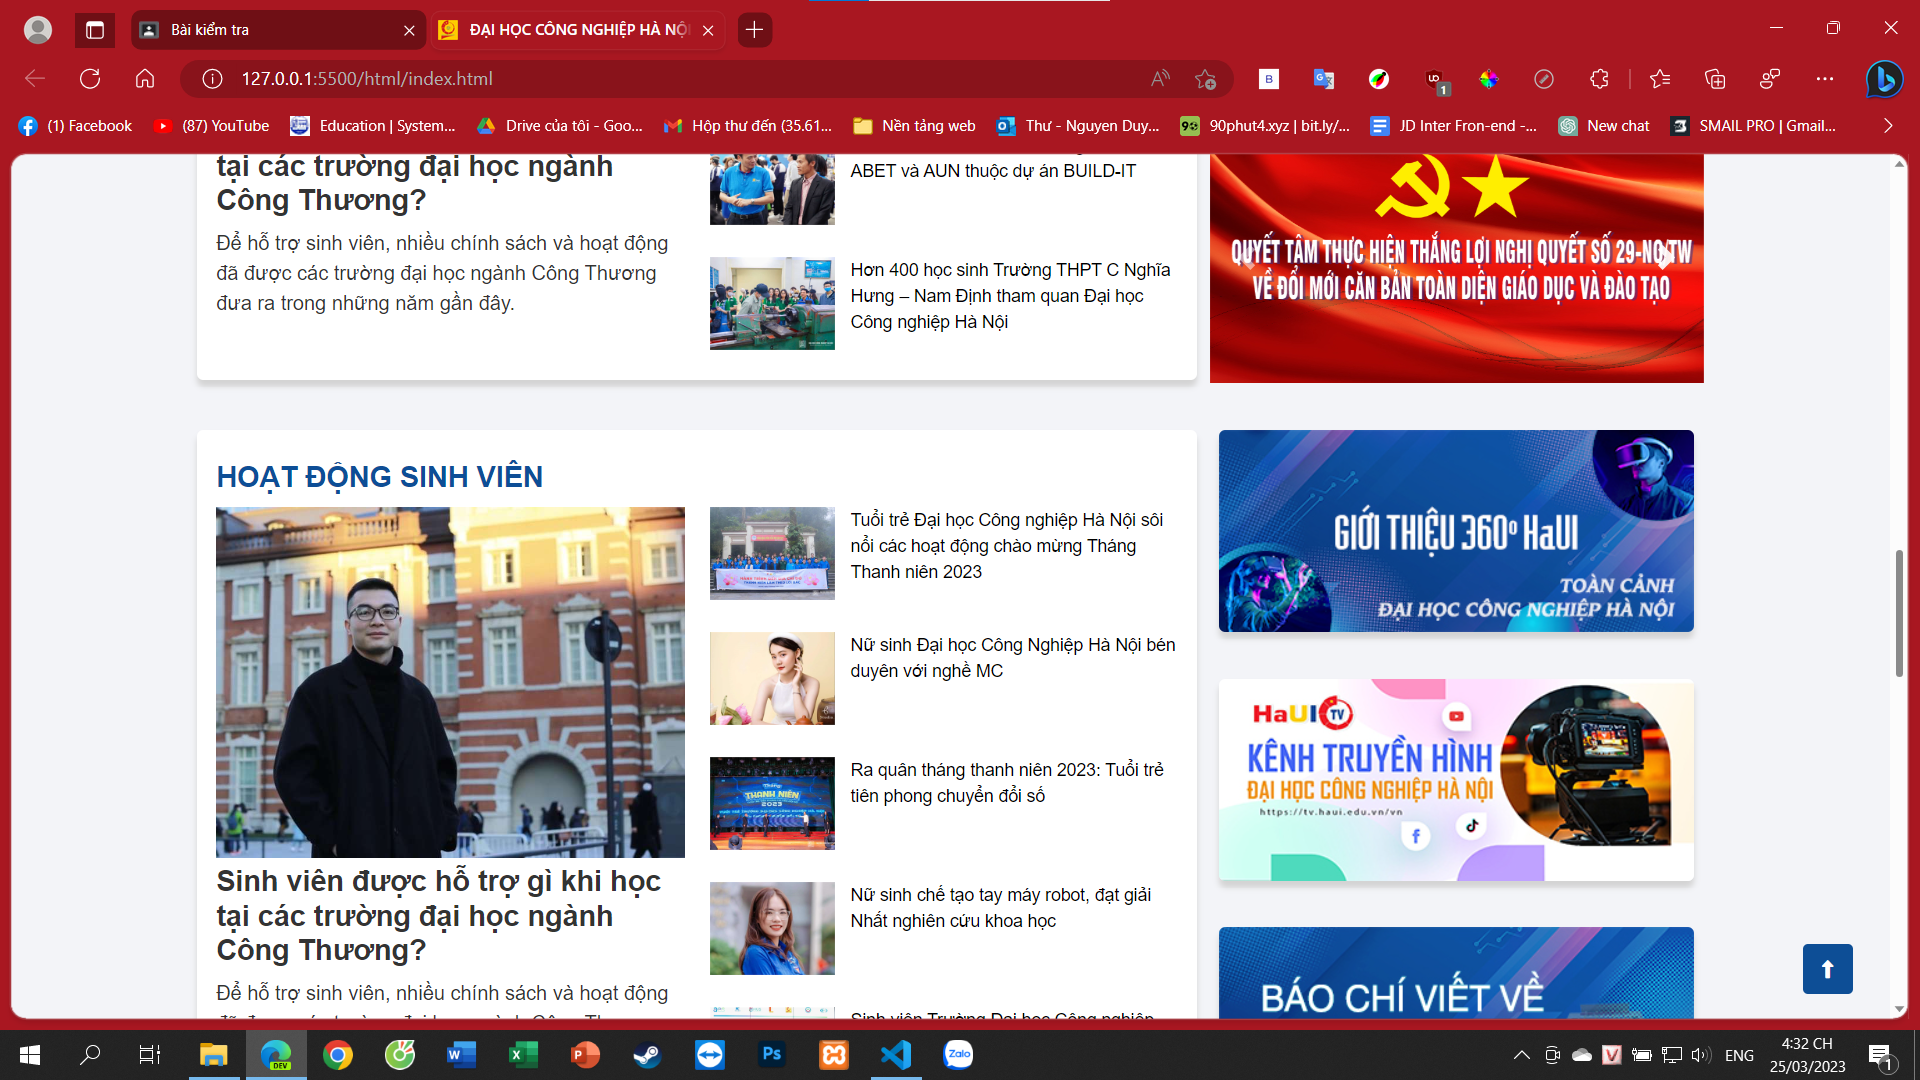 Bài kiểm tra
ĐẠI HỌC CÔNG NGHIỆP HÀ NỘI
127.0.0.1:5500/html/index.html
1
(1) Facebook
(87) YouTube
Education | System...
Drive của tôi - Goo...
Hộp thư đến (35.61...
Nền tảng web
Thư - Nguyen Duy...
90phut4.xyz | bit.ly/...
JD Inter Fron-end -...
New chat
SMAIL PRO | Gmail...
tại các trường đại học ngành
Công Thương?
Để hỗ trợ sinh viên, nhiều chính sách và hoạt động
đã được các trường đại học ngành Công Thương
đưa ra trong những năm gần đây.
ABET và AUN thuộc dự án BUILD-IT
Hơn 400 học sinh Trường THPT C Nghĩa
Hưng – Nam Định tham quan Đại học
Công nghiệp Hà Nội
QUYẾT TÂM THỰC HIỆN THẮNG LỢI NGHỊ QUYẾT SỐ 29-NQ/TW
VỀ ĐỔI MỚI CĂN BẢN TOÀN DIỆN GIÁO DỤC VÀ ĐÀO TẠO
HOẠT ĐỘNG SINH VIÊN
Sinh viên được hỗ trợ gì khi học
tại các trường đại học ngành
Công Thương?
Để hỗ trợ sinh viên, nhiều chính sách và hoạt động
Tuổi trẻ Đại học Công nghiệp Hà Nội sôi
nổi các hoạt động chào mừng Tháng
Thanh niên 2023
Nữ sinh Đại học Công Nghiệp Hà Nội bén
duyên với nghề MC
THANH NIÊN
2023
Ra quân tháng thanh niên 2023: Tuổi trẻ
tiên phong chuyển đổi số
Nữ sinh chế tạo tay máy robot, đạt giải
Nhất nghiên cứu khoa học
Sinh viên Trường Đại học Công nghiệp
GIỚI THIỆU 360º HaUI
TOÀN CẢNH
ĐẠI HỌC CÔNG NGHIỆP HÀ NỘI
HaUI TV
KÊNH TRUYỀN HÌNH
ĐẠI HỌC CÔNG NGHIỆP HÀ NỘI
https://tv.haui.edu.vn/vn
BÁO CHÍ VIẾT VỀ
ENG
4:32 CH
25/03/2023
1